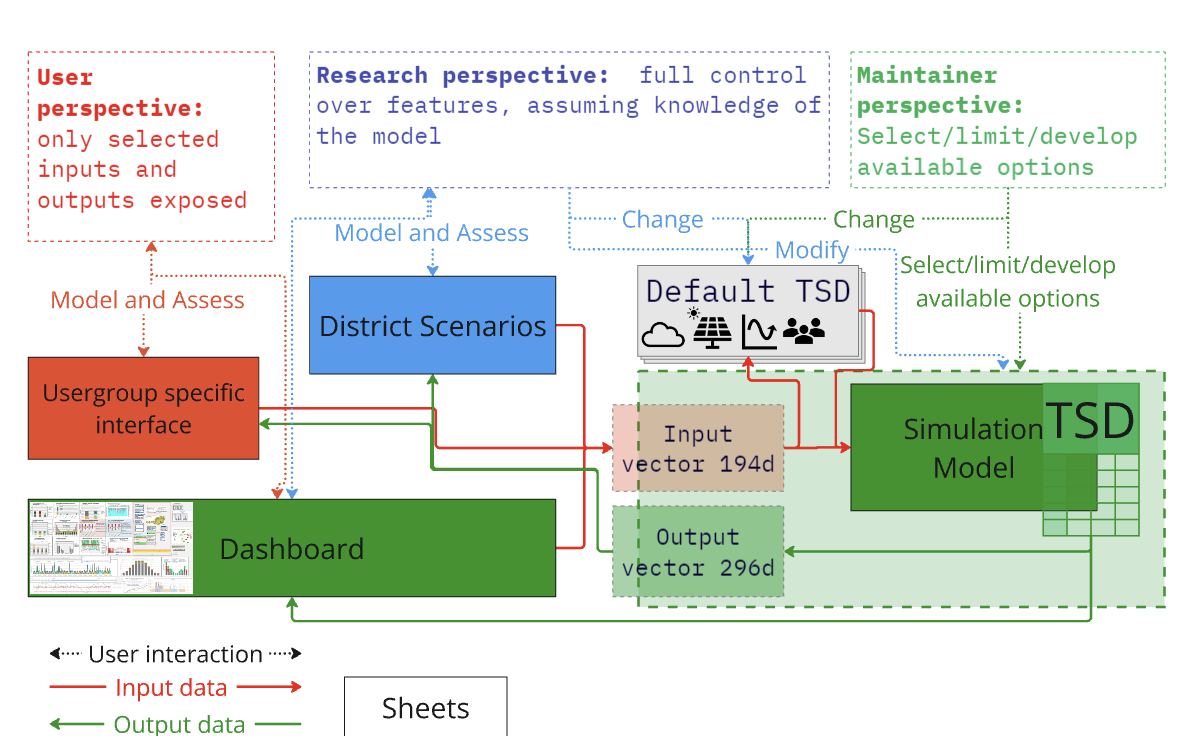 User
perspective:
only selected
inputs and
outputs exposed
Research perspective: full control
over features, assuming knowledge of
the model
Maintainer
perspective:
Select/limit/develop
available options
Model and Assess
Change
Change
Modify
Select/limit/develop
available options
Model and Assess
District Scenarios
Default TSD
Usergroup specific
interface
Input
vector 194d
Simulation
Model
TSD
Output
vector 296d
Dashboard
User interaction
Input data
Output data
Sheets